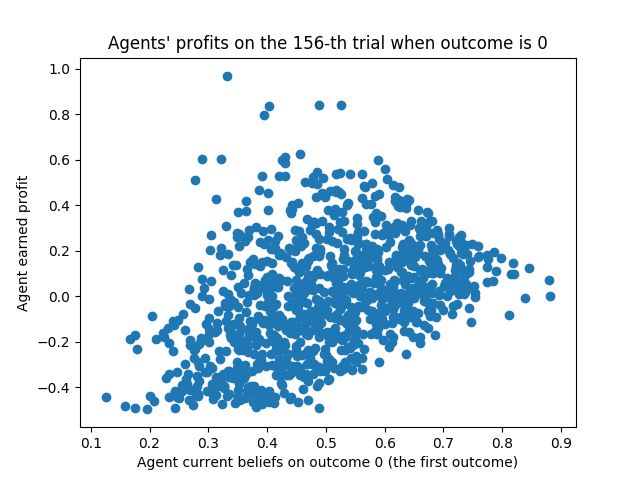 Agents' profits on the 156-th trial when outcome is 0
Agent earned profit
1.0
0.8
0.6
0.4
0.2
0.0
−0.2
−0.4
0.1 0.2 0.3 0.4 0.5 0.6 0.7 0.8 0.9
Agent current beliefs on outcome 0 (the first outcome)